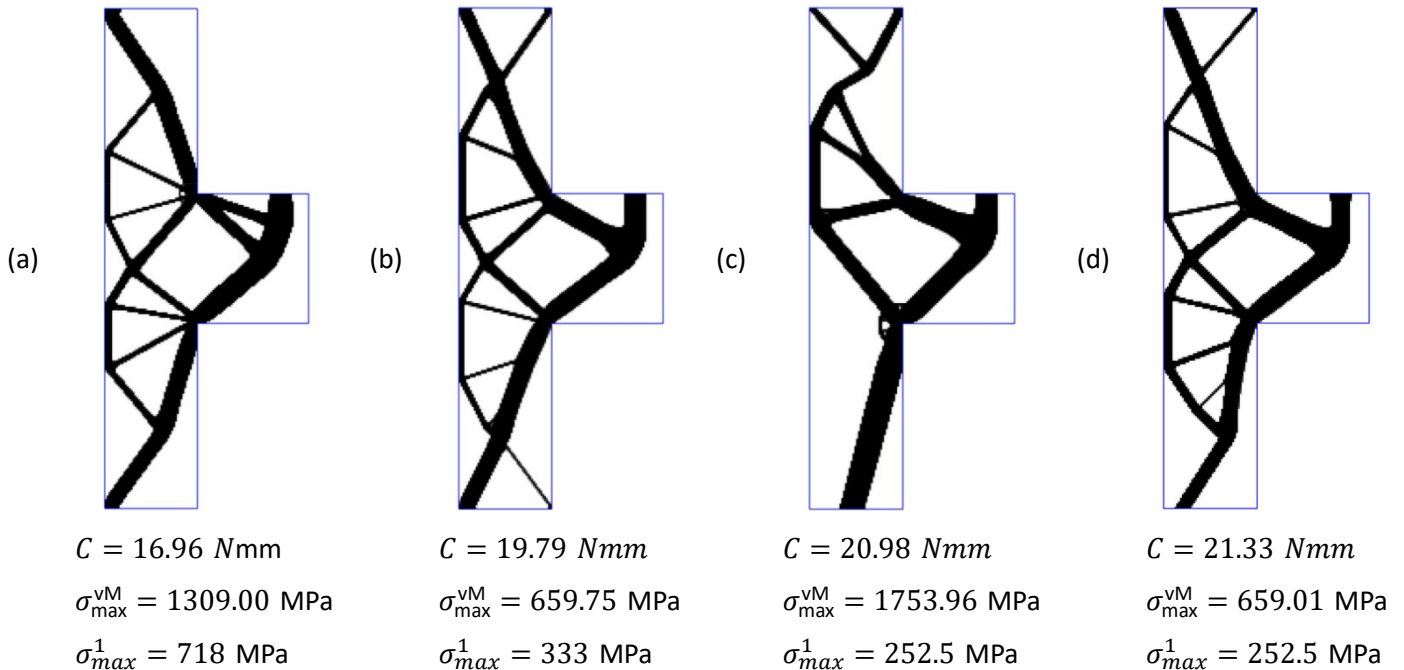 (a) (b) (c) (d)
C = 16.96 Nmm C = 19.79 Nmm C = 20.98 Nmm C = 21.33 Nmm
σ_max^vM = 1309.00 MPa σ_max^vM = 659.75 MPa σ_max^vM = 1753.96 MPa σ_max^vM = 659.01 MPa
σ_max^1 = 718 MPa σ_max^1 = 333 MPa σ_max^1 = 252.5 MPa σ_max^1 = 252.5 MPa